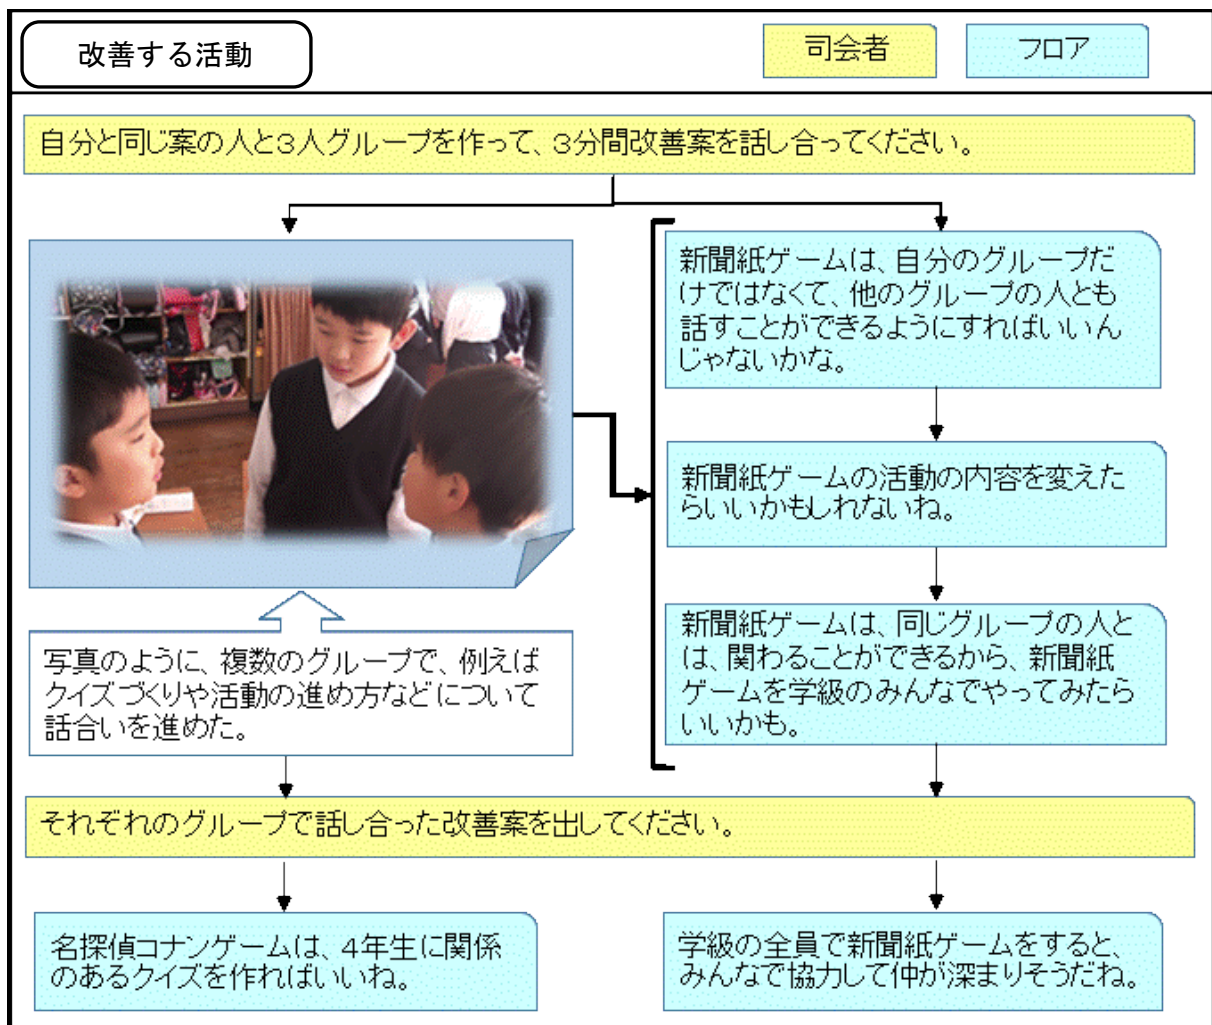 改善する活動
司会者
フロア
自分と同じ案の人と3人グループを作って、3分間改善案を話し合ってください。
新聞紙ゲームは、自分のグループだ
けではなくて、他のグループの人とも
話すことができるようにすればいいん
じゃないかな。
新聞紙ゲームの活動の内容を変えた
らいいかもしれないね。
新聞紙ゲームは、同じグループの人と
は、関わることができるから、新聞紙
ゲームを学級のみんなでやってみたら
いいかも。
写真のように、複数のグループで、例えば
クイズづくりや活動の進め方などについて
話合いを進めた。
それぞれのグループで話し合った改善案を出してください。
名探偵コナンゲームは、4年生に関係
のあるクイズを作ればいいね。
学級の全員で新聞紙ゲームをすると、
みんなで協力して仲が深まりそうだね。